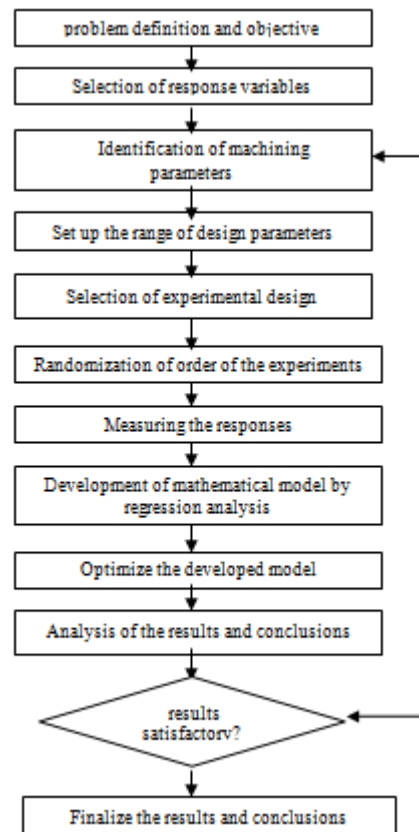 problem definition and objective
Selection of response variables
Identification of machining
parameters
Set up the range of design parameters
Selection of experimental design
Randomization of order of the experiments
Measuring the responses
Development of mathematical model by
regression analysis
Optimize the developed model
Analysis of the results and conclusions
results
satisfactory?
Finalize the results and conclusions